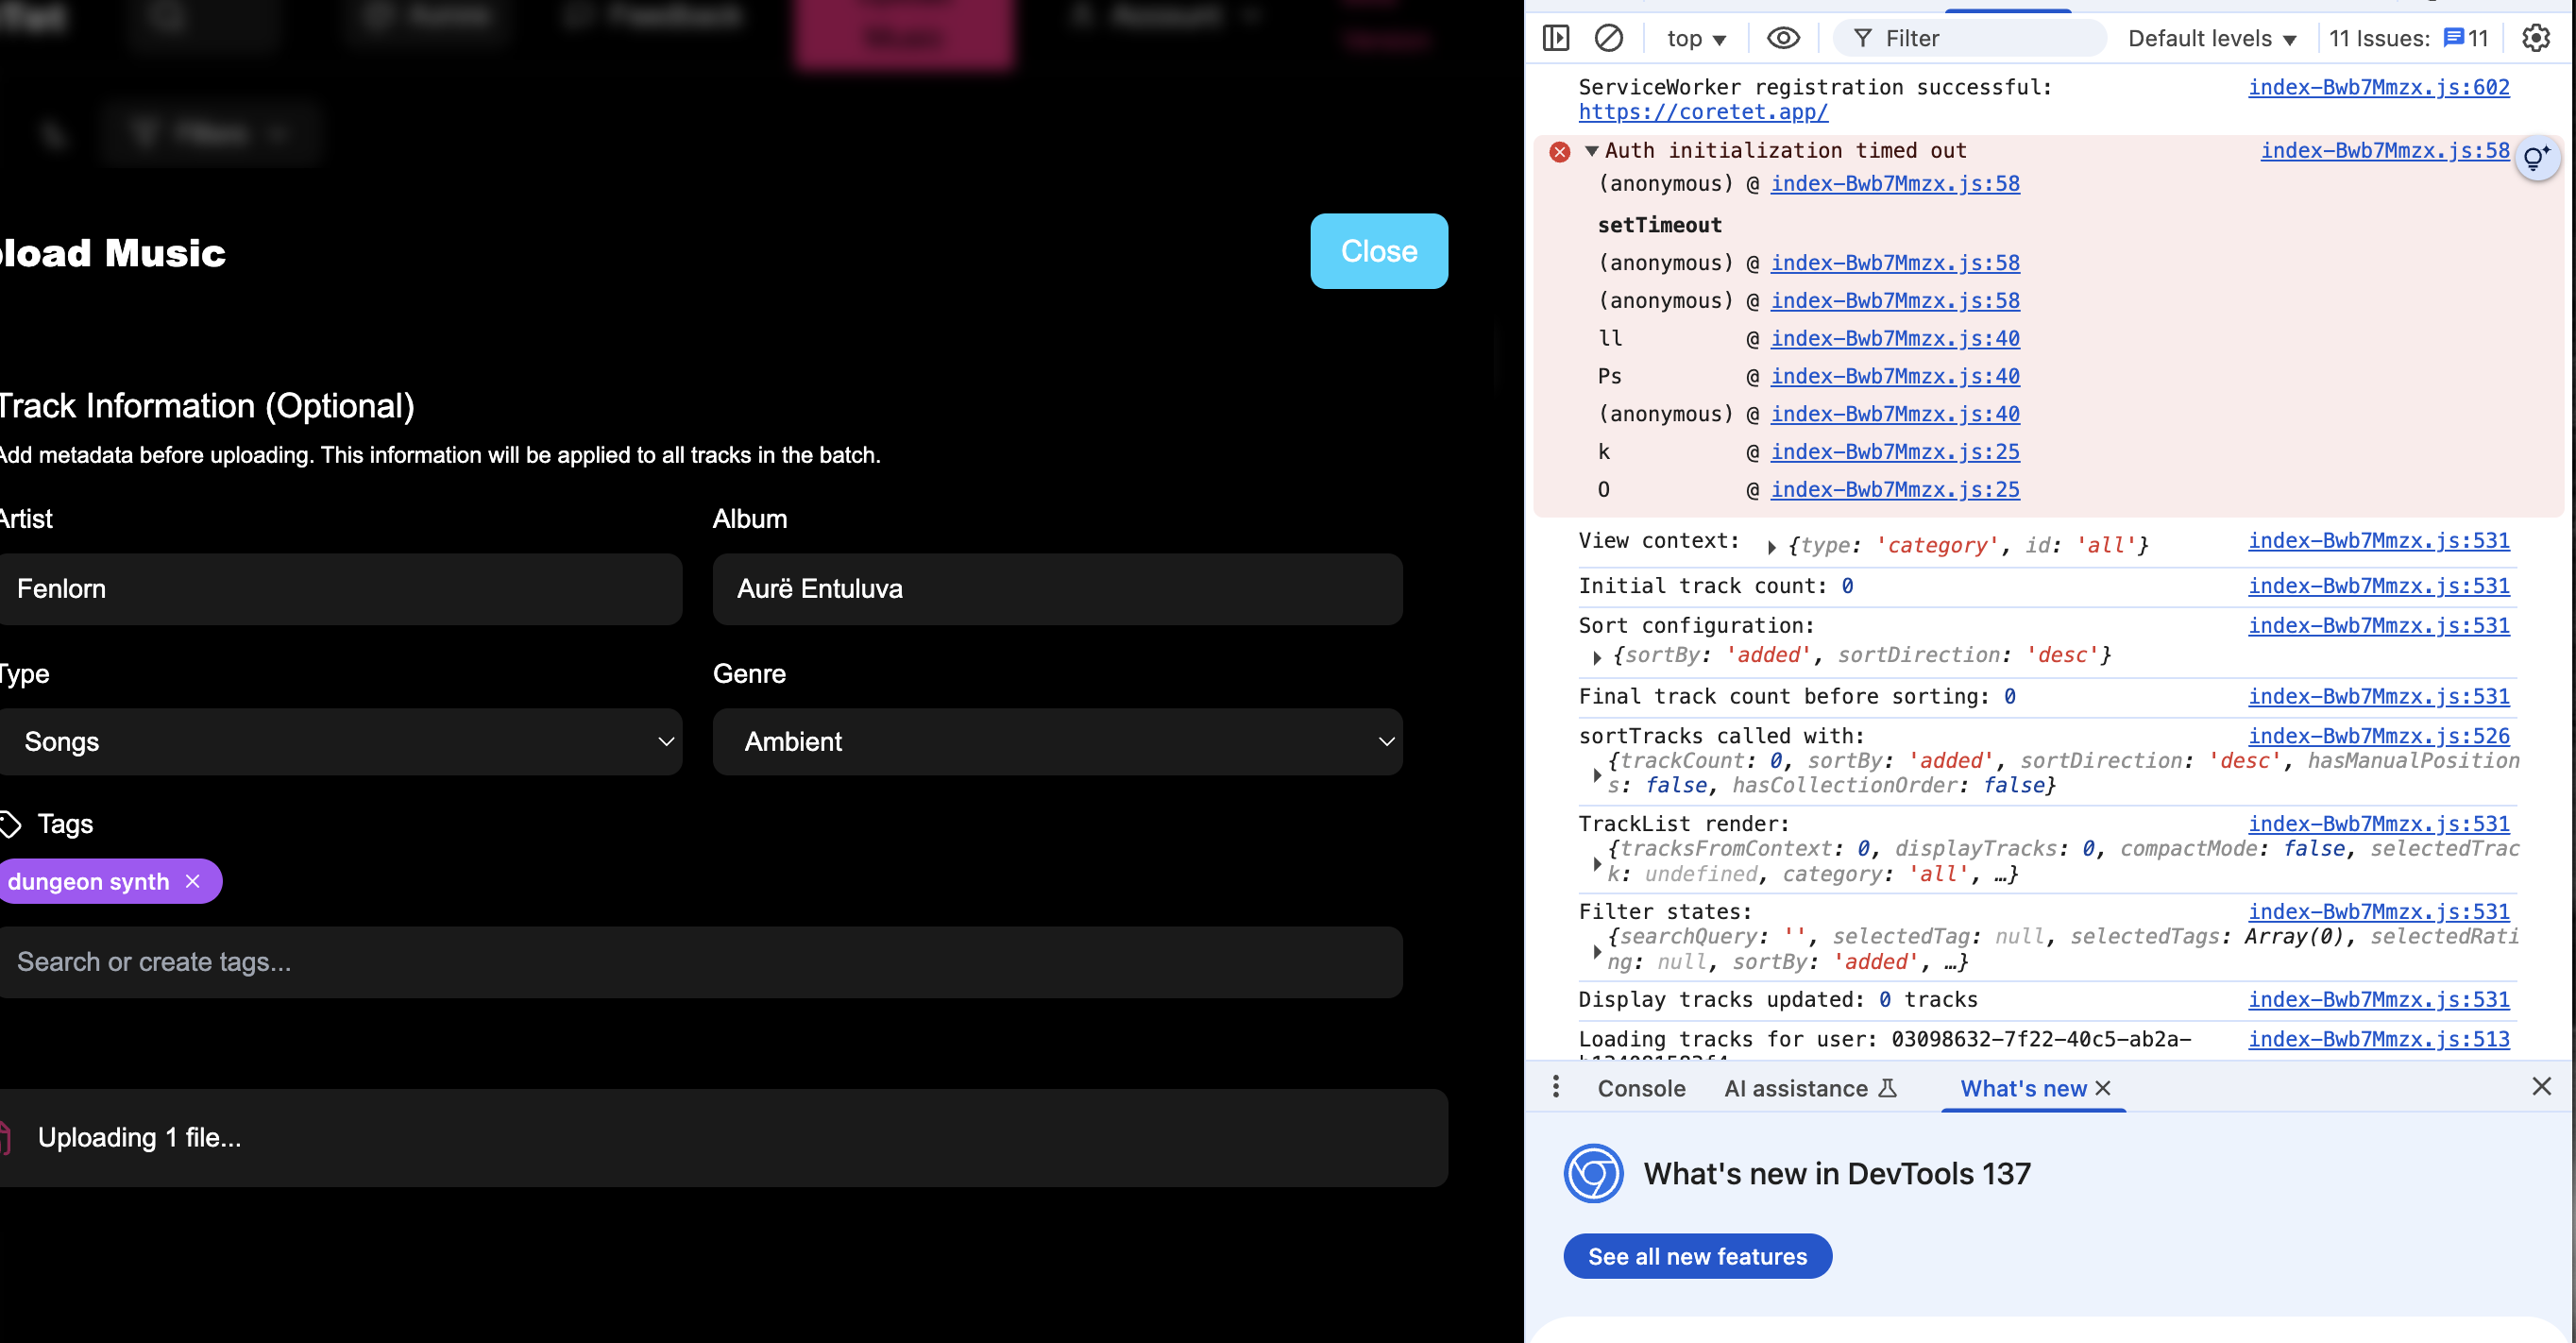 Feedback
Music
Account
Filters
pload Music
Close
Track Information (Optional)
Add metadata before uploading. This information will be applied to all tracks in the batch.
Artist
Album
Fenlorn
Aurë Entuluva
Type
Genre
Songs
Ambient
Tags
dungeon synth
Search or create tags...
Uploading 1 file...
top
Filter
Default levels
11 Issues:
11
ServiceWorker registration successful: index-Bwb7Mmzx.js:602
https://coretet.app/
Auth initialization timed out index-Bwb7Mmzx.js:58
(anonymous) @ index-Bwb7Mmzx.js:58
setTimeout
(anonymous) @ index-Bwb7Mmzx.js:58
(anonymous) @ index-Bwb7Mmzx.js:58
ll @ index-Bwb7Mmzx.js:40
Ps @ index-Bwb7Mmzx.js:40
(anonymous) @ index-Bwb7Mmzx.js:40
k @ index-Bwb7Mmzx.js:25
O @ index-Bwb7Mmzx.js:25
View context: {type: 'category', id: 'all'} index-Bwb7Mmzx.js:531
Initial track count: 0 index-Bwb7Mmzx.js:531
Sort configuration: index-Bwb7Mmzx.js:531
{sortBy: 'added', sortDirection: 'desc'}
Final track count before sorting: 0 index-Bwb7Mmzx.js:531
sortTracks called with: index-Bwb7Mmzx.js:526
{trackCount: 0, sortBy: 'added', sortDirection: 'desc', hasManualPosition
s: false, hasCollectionOrder: false}
TrackList render: index-Bwb7Mmzx.js:531
{tracksFromContext: 0, displayTracks: 0, compactMode: false, selectedTrac
k: undefined, category: 'all', …}
Filter states: index-Bwb7Mmzx.js:531
{searchQuery: '', selectedTag: null, selectedTags: Array(0), selectedRati
ng: null, sortBy: 'added', …}
Display tracks updated: 0 tracks index-Bwb7Mmzx.js:531
Loading tracks for user: 03098632-7f22-40c5-ab2a- index-Bwb7Mmzx.js:513
Console
AI assistance
What's new
What's new in DevTools 137
See all new features